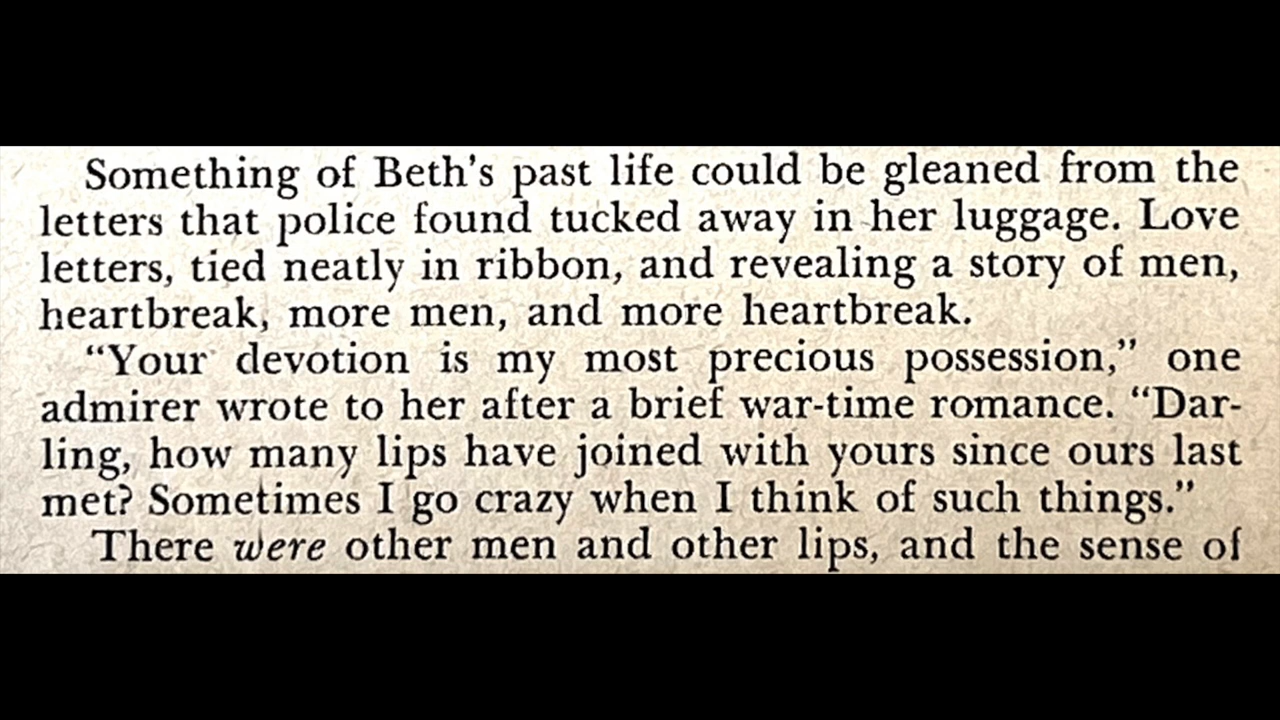 Something of Beth's past life could be gleaned from the
letters that police found tucked away in her luggage. Love
letters, tied neatly in ribbon, and revealing a story of men,
heartbreak, more men, and more heartbreak.
“Your devotion is my most precious possession,” one
admirer wrote to her after a brief war-time romance. “Dar-
ling, how many lips have joined with yours since ours last
met? Sometimes I go crazy when I think of such things.”
There were other men and other lips, and the sense of